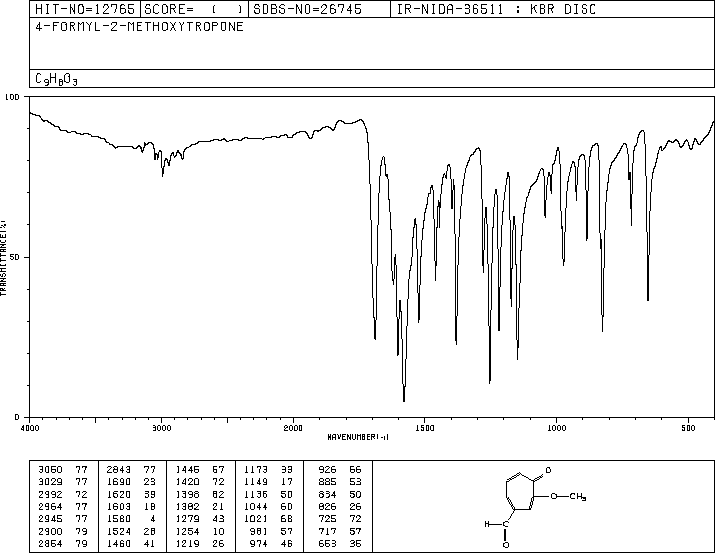 HIT-NO=12765 SCORE= ( ) SDBS-NO=26745 IR-NIDA-36511 : KBR DISC
4-FORMYL-2-METHOXYTROPONE
C9H8O3
100
50
0
TRANSMITTANCE(%)
4000 3000 2000 1500 1000 500
WAVENUMBER(-1)
3060 77 2843 77 1446 67 1173 33 926 66
3029 77 1690 23 1420 72 1149 17 885 53
2992 72 1620 39 1398 62 1136 50 834 50
2964 77 1603 18 1382 21 1044 60 826 26
2945 77 1580 4 1279 43 1021 68 725 72
2900 79 1524 28 1254 10 981 57 717 57
2854 79 1460 41 1219 26 974 46 653 35
O
O CH3
H C
O